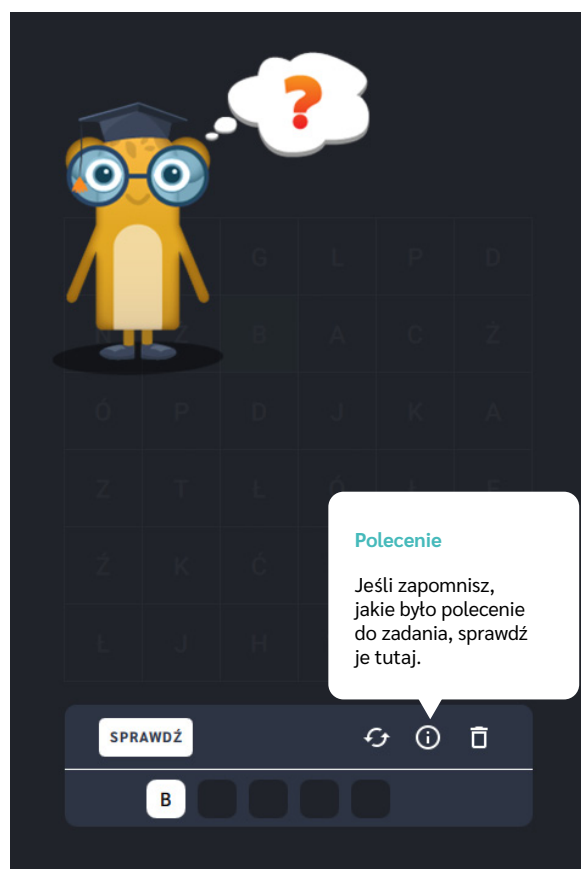 ?
G L P D
Z B A C Ż
Ó P D J K A
Z T Ł Ó Ł E
Ź K Ć
Ł J H
Polecenie
Jeśli zapomnisz,
jakie było polecenie
do zadania, sprawdź
je tutaj.
SPRAWDŹ
B